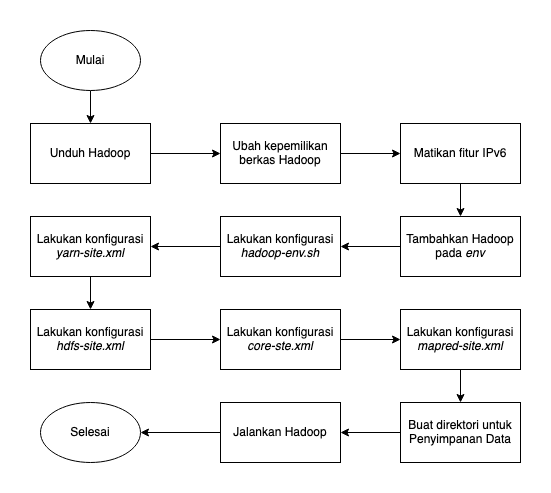 Mulai
Unduh Hadoop
Ubah kepemilikan
berkas Hadoop
Matikan fitur IPv6
Tambahkan Hadoop
pada env
Lakukan konfigurasi
hadoop-env.sh
Lakukan konfigurasi
yarn-site.xml
Lakukan konfigurasi
hdfs-site.xml
Lakukan konfigurasi
core-ste.xml
Lakukan konfigurasi
mapred-site.xml
Buat direktori untuk
Penyimpanan Data
Jalankan Hadoop
Selesai